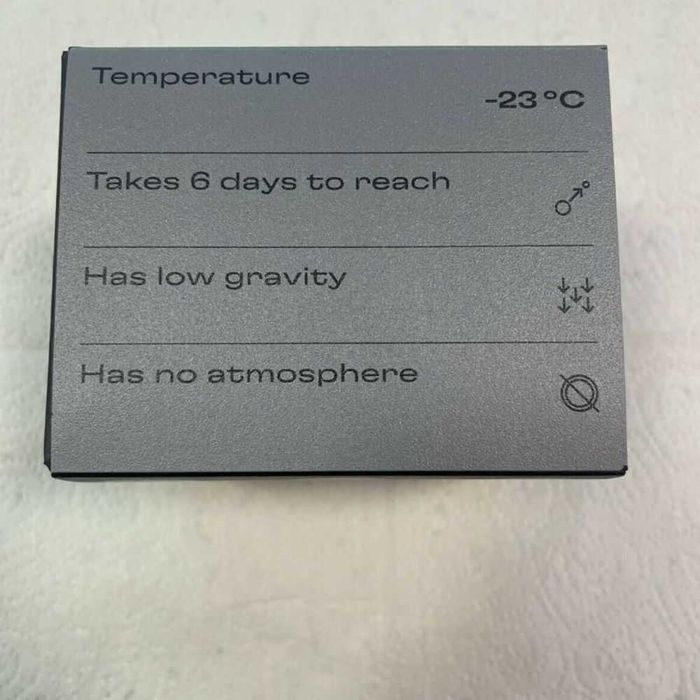 Temperature
-23°C
Takes 6 days to reach
Has low gravity
Has no atmosphere